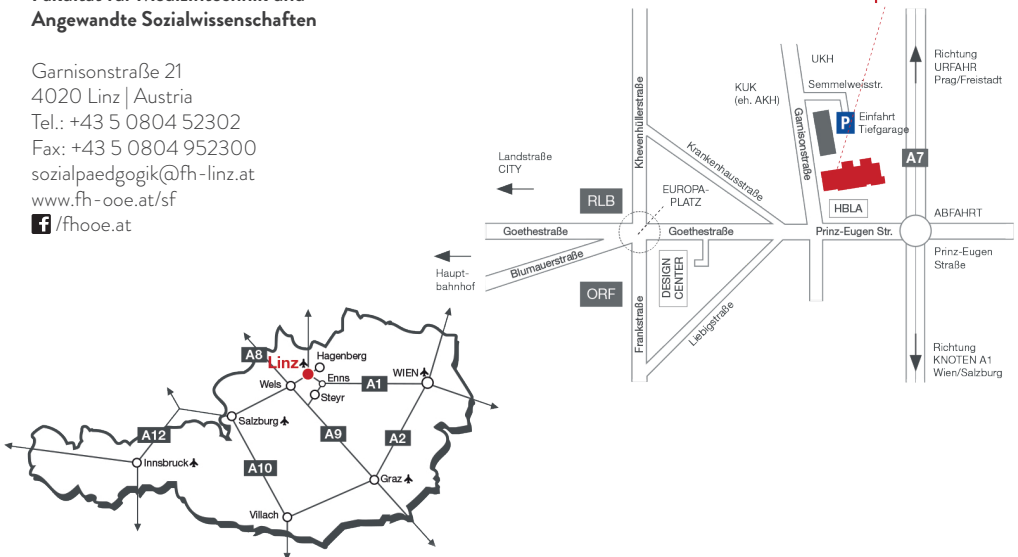 Fakultät für Medizintechnik und
Angewandte Sozialwissenschaften
Garnisonstraße 21
4020 Linz | Austria
Tel.: +43 5 0804 52302
Fax: +43 5 0804 952300
sozialpaedgogik@fh-linz.at
www.fh-ooe.at/sf
f /fhooe.at
Richtung
URFAHR
Prag/Freistadt
UKH
Semmelweisstr.
KUK
(eh. AKH)
P
Einfahrt
Tiefgarage
Khevenhüllerstraße
Krankenhausstraße
Garnisonstraße
A7
Landstraße
CITY
RLB
EUROPA-
PLATZ
HBLA
ABFAHRT
Goethestraße
Goethestraße
Prinz-Eugen Str.
Prinz-Eugen
Straße
Blumauerstraße
Haupt-
bahnhof
DESIGN
CENTER
ORF
Frankstraße
Liebigstraße
Richtung
KNOTEN A1
Wien/Salzburg
A8
Linz
Hagenberg
Wels
Enns
A1
WIEN
Steyr
Salzburg
A12
A9
A2
Innsbruck
A10
Graz
Villach